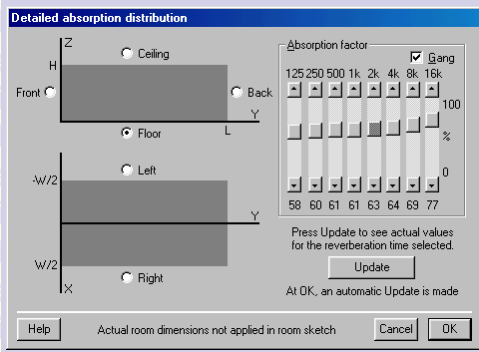 Detailed absorption distribution
Z
H
Ceiling
Front
Back
Y
Floor
L
Left
-W/2
Y
W/2
Right
X
Absorption factor
Gang
125 250 500 1k 2k 4k 8k 16k
100
%
0
58 60 61 61 63 64 69 77
Press Update to see actual values
for the reverberation time selected.
Update
At OK, an automatic Update is made
Help
Actual room dimensions not applied in room sketch
Cancel
OK